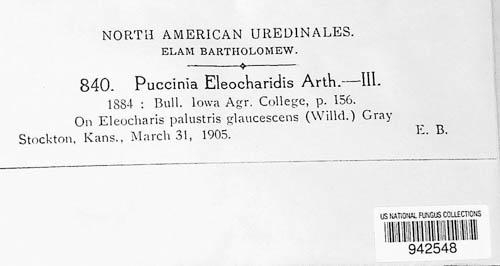 NORTH AMERICAN UREDINALES.
ELAM BARTHOLOMEW.
840. Puccinia Eleocharidis Arth.—III.
1884 : Bull. Iowa Agr. College, p. 156.
On Eleocharis palustris glaucescens (Willd.) Gray
Stockton, Kans., March 31, 1905. E. B.
US NATIONAL FUNGUS COLLECTIONS
942548